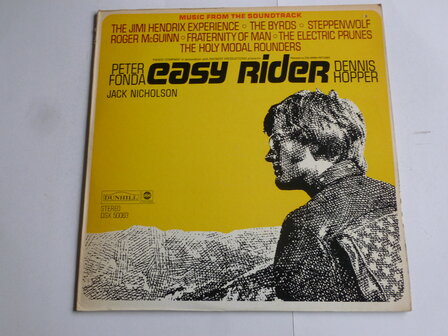 MUSIC FROM THE SOUNDTRACK
THE JIMI HENDRIX EXPERIENCE • THE BYRDS • STEPPENWOLF
ROGER McGUINN • FRATERNITY OF MAN • THE ELECTRIC PRUNES
THE HOLY MODAL ROUNDERS
PETER FONDA
easy Rider
DENNIS HOPPER
JACK NICHOLSON
DUNHILL
abc
STEREO
DSX 50063